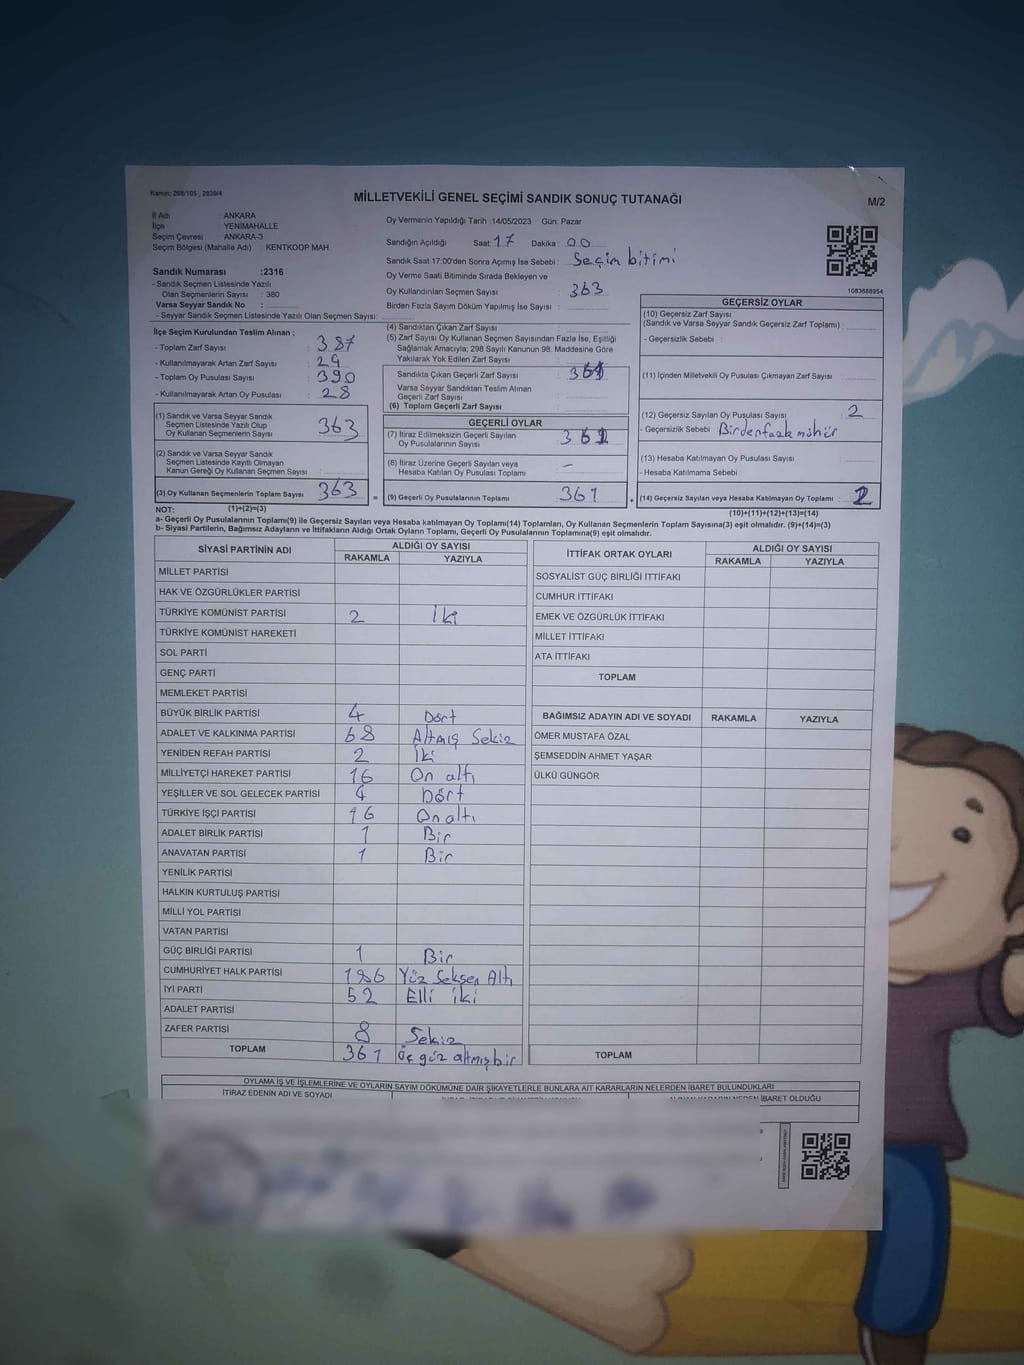 Kanun; 298/105 , 2839/4
MİLLETVEKİLİ GENEL SEÇİMİ SANDIK SONUÇ TUTANAĞI
M/2
İl Adı : ANKARA
İlçe : YENİMAHALLE
Seçim Çevresi : ANKARA-3
Seçim Bölgesi (Mahalle Adı) : KENTKOOP MAH.
Sandık Numarası :2316
- Sandık Seçmen Listesinde Yazılı
Olan Seçmenlerin Sayısı : 380
Varsa Seyyar Sandık No :
- Seyyar Sandık Seçmen Listesinde Yazılı Olan Seçmen Sayısı:
Oy Vermenin Yapıldığı Tarih :14/05/2023 Gün: Pazar
Sandığın Açıldığı Saat: 17 Dakika: 00
Sandık Saat 17:00'den Sonra Açımış İse Sebebi: Seçim bitimi
Oy Verme Saati Bitiminde Sırada Bekleyen ve
Oy Kullandırılan Seçmen Sayısı : 363
Birden Fazla Sayım Döküm Yapılmış İse Sayısı :
1083688954
İlçe Seçim Kurulundan Teslim Alınan ;
- Toplam Zarf Sayısı : 387
- Kullanılmayarak Artan Zarf Sayısı : 24
- Toplam Oy Pusulası Sayısı : 390
- Kullanılmayarak Artan Oy Pusulası : 28
(1) Sandık ve Varsa Seyyar Sandık
Seçmen Listesinde Yazılı Olup
Oy Kullanan Seçmenlerin Sayısı : 363
(2) Sandık ve Varsa Seyyar Sandık
Seçmen Listesinde Kayıtlı Olmayan
Kanun Gereği Oy Kullanan Seçmen Sayısı :
(3) Oy Kullanan Seçmenlerin Toplam Sayısı : 363 =
(1)+(2)=(3)
(4) Sandıktan Çıkan Zarf Sayısı :
(5) Zarf Sayısı Oy Kullanan Seçmen Sayısından Fazla İse, Eşitliği
Sağlamak Amacıyla; 298 Sayılı Kanunun 98. Maddesine Göre
Yakılarak Yok Edilen Zarf Sayısı :
Sandıkta Çıkan Geçerli Zarf Sayısı :
Varsa Seyyar Sandıktan Teslim Alınan
Geçerli Zarf Sayısı :
(6) Toplam Geçerli Zarf Sayısı :
GEÇERLİ OYLAR
(7) İtiraz Edilmeksizin Geçerli Sayılan
Oy Pusulalarının Sayısı :
(8) İtiraz Üzerine Geçerli Sayılan veya
Hesaba Katılan Oy Pusulası Toplamı : –
(9) Geçerli Oy Pusulalarının Toplamı : 361 +
GEÇERSİZ OYLAR
(10) Geçersiz Zarf Sayısı
(Sandık ve Varsa Seyyar Sandık Geçersiz Zarf Toplamı) :
- Geçersizlik Sebebi :
(11) İçinden Milletvekili Oy Pusulası Çıkmayan Zarf Sayısı :
(12) Geçersiz Sayılan Oy Pusulası Sayısı : 2
- Geçersizlik Sebebi : Birden fazla mühür
(13) Hesaba Katılmayan Oy Pusulası Sayısı :
- Hesaba Katılmama Sebebi :
(14) Geçersiz Sayılan veya Hesaba Katılmayan Oy Toplamı : 2
(10)+(11)+(12)+(13)=(14)
NOT:
a- Geçerli Oy Pusulalarının Toplamı(9) ile Geçersiz Sayılan veya Hesaba katılmayan Oy Toplamı(14) Toplamları, Oy Kullanan Seçmenlerin Toplam Sayısına(3) eşit olmalıdır. (9)+(14)=(3)
b- Siyasi Partilerin, Bağımsız Adayların ve İttifakların Aldığı Ortak Oyların Toplamı, Geçerli Oy Pusulalarının Toplamına(9) eşit olmalıdır.
SİYASİ PARTİNİN ADI ALDIĞI OY SAYISI
RAKAMLA YAZIYLA
MİLLET PARTİSİ
HAK VE ÖZGÜRLÜKLER PARTİSİ
TÜRKİYE KOMÜNİST PARTİSİ 2 İki
TÜRKİYE KOMÜNİST HAREKETİ
SOL PARTİ
GENÇ PARTİ
MEMLEKET PARTİSİ
BÜYÜK BİRLİK PARTİSİ 4 Dört
ADALET VE KALKINMA PARTİSİ 68 Altmış Sekiz
YENİDEN REFAH PARTİSİ 2 İki
MİLLİYETÇİ HAREKET PARTİSİ 16 On altı
YEŞİLLER VE SOL GELECEK PARTİSİ 4 Dört
TÜRKİYE İŞÇİ PARTİSİ 16 On altı
ADALET BİRLİK PARTİSİ 1 Bir
ANAVATAN PARTİSİ 1 Bir
YENİLİK PARTİSİ
HALKIN KURTULUŞ PARTİSİ
MİLLİ YOL PARTİSİ
VATAN PARTİSİ
GÜÇ BİRLİĞİ PARTİSİ 1 Bir
CUMHURİYET HALK PARTİSİ 186 Yüz Seksen Altı
İYİ PARTİ 52 Elli iki
ADALET PARTİSİ
ZAFER PARTİSİ 8 Sekiz
TOPLAM 361 Üç yüz altmış bir
İTTİFAK ORTAK OYLARI ALDIĞI OY SAYISI
RAKAMLA YAZIYLA
SOSYALİST GÜÇ BİRLİĞİ İTTİFAKI
CUMHUR İTTİFAKI
EMEK VE ÖZGÜRLÜK İTTİFAKI
MİLLET İTTİFAKI
ATA İTTİFAKI
TOPLAM
BAĞIMSIZ ADAYIN ADI VE SOYADI RAKAMLA YAZIYLA
ÖMER MUSTAFA ÖZAL
ŞEMSEDDİN AHMET YAŞAR
ÜLKÜ GÜNGÖR
TOPLAM
OYLAMA İŞ VE İŞLEMLERİNE VE OYLARIN SAYIM DÖKÜMÜNE DAİR ŞİKAYETLERLE BUNLARA AİT KARARLARIN NELERDEN İBARET BULUNDUKLARI
İTİRAZ EDENİN ADI VE SOYADI
İBARET OLDUĞU